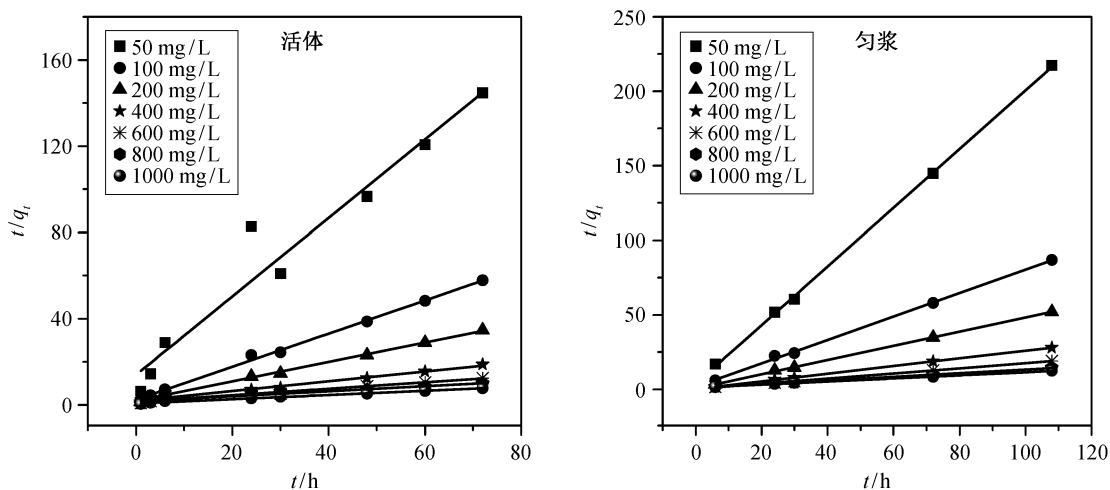 活体
50 mg/L
100 mg/L
200 mg/L
400 mg/L
600 mg/L
800 mg/L
1000 mg/L
160
120
80
40
0
t/qt
0 20 40 60 80
t/h
匀浆
50 mg/L
100 mg/L
200 mg/L
400 mg/L
600 mg/L
800 mg/L
1000 mg/L
250
200
150
100
50
0
t/qt
0 20 40 60 80 100 120
t/h